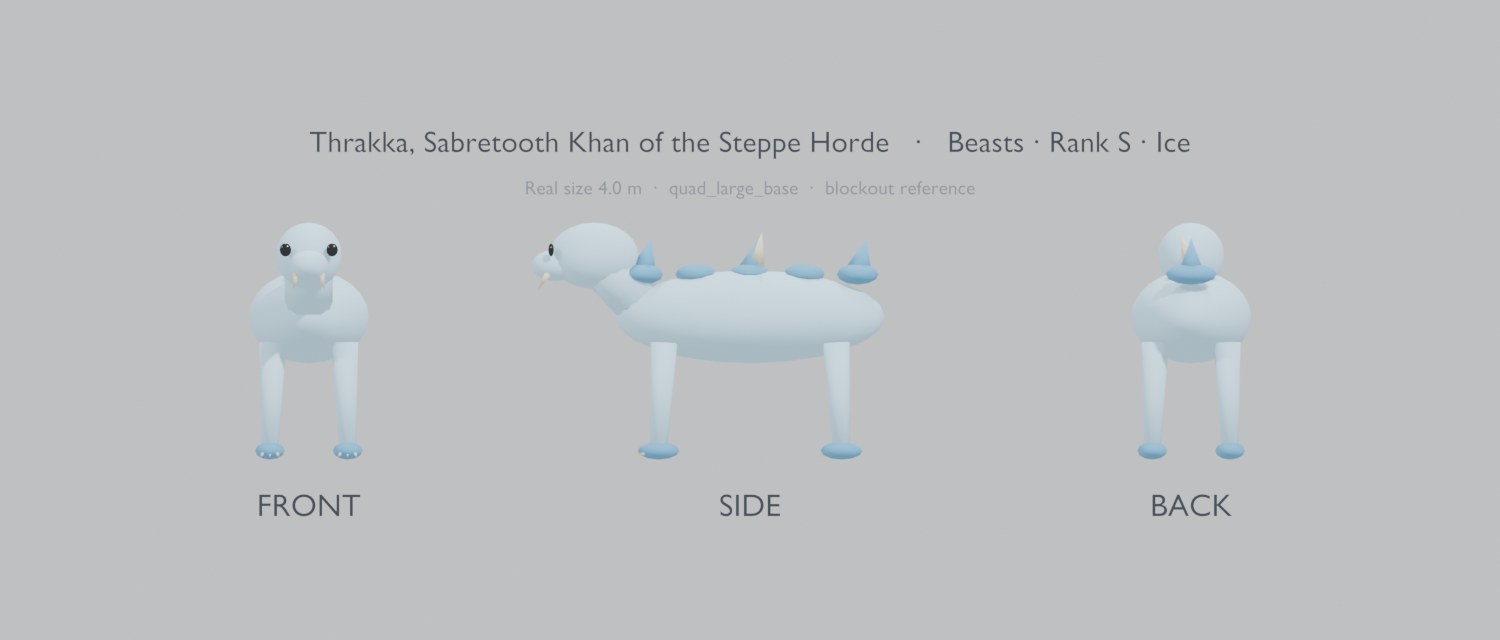 Thrakka, Sabretooth Khan of the Steppe Horde · Beasts · Rank S · Ice
Real size 4.0 m · quad_large_base · blockout reference
FRONT SIDE BACK